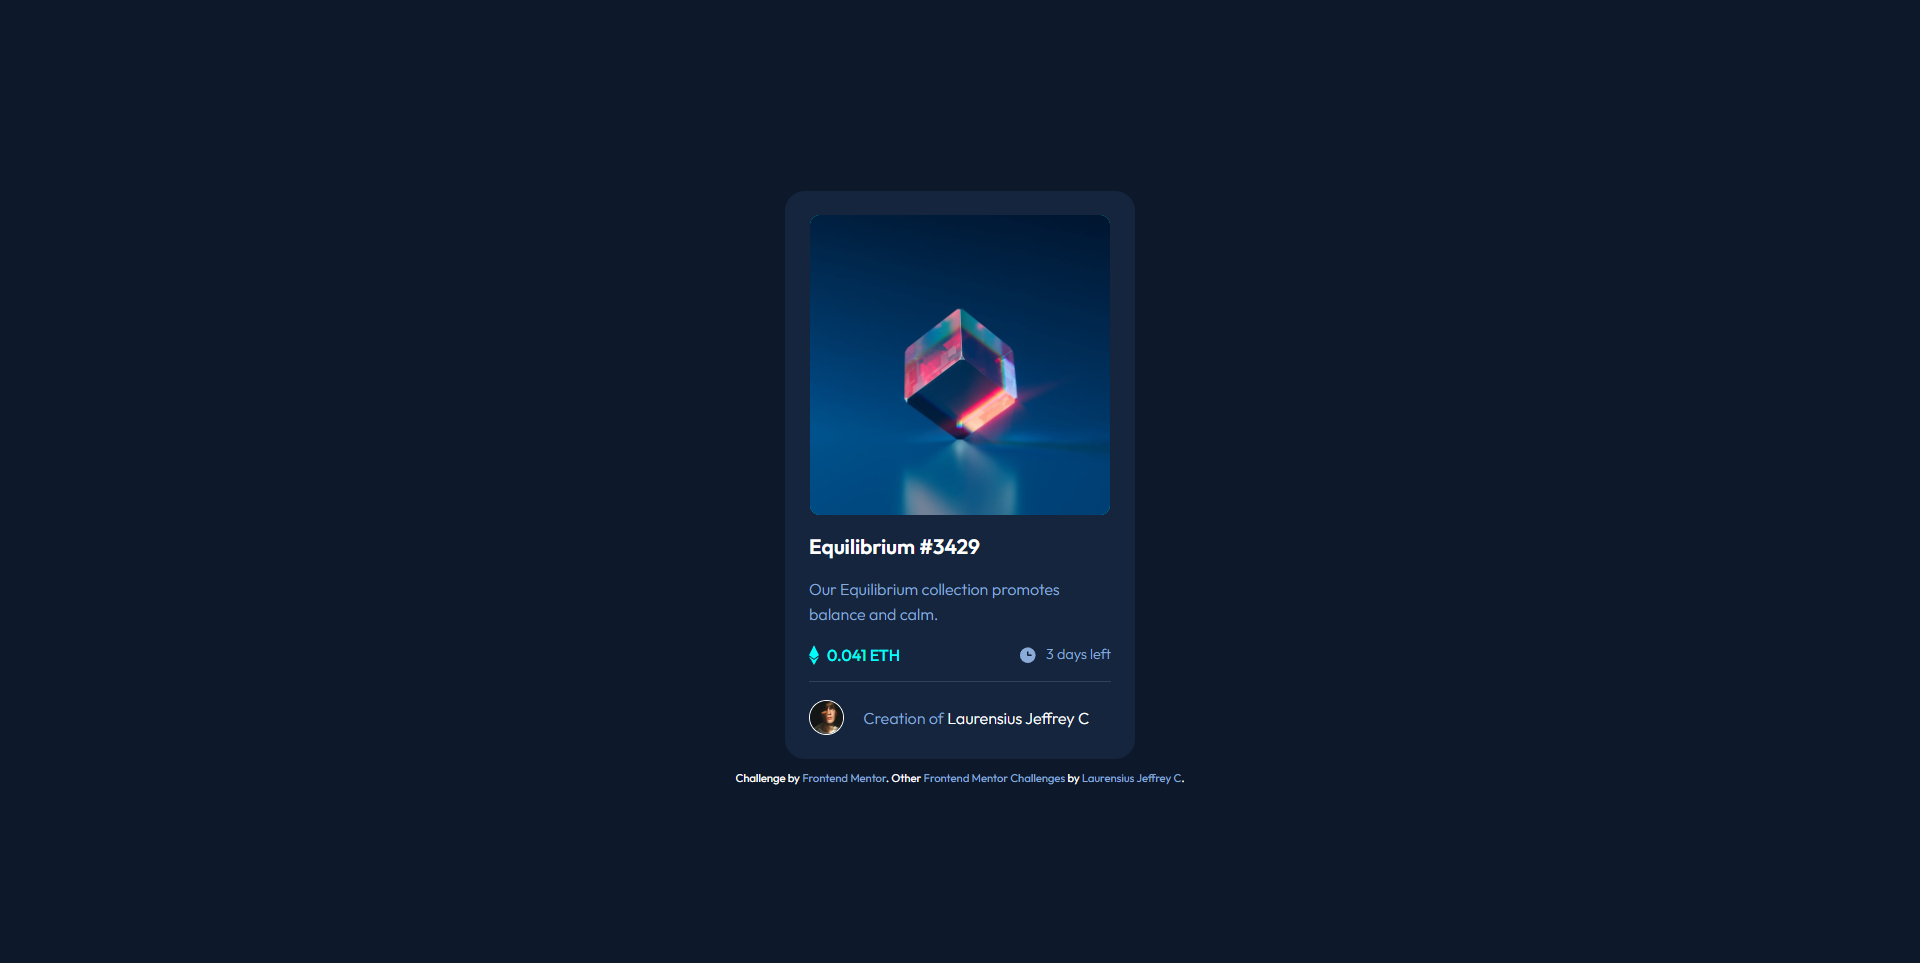 Equilibrium #3429
Our Equilibrium collection promotes
balance and calm.
0.041 ETH
3 days left
Creation of Laurensius Jeffrey C
Challenge by Frontend Mentor. Other Frontend Mentor Challenges by Laurensius Jeffrey C.